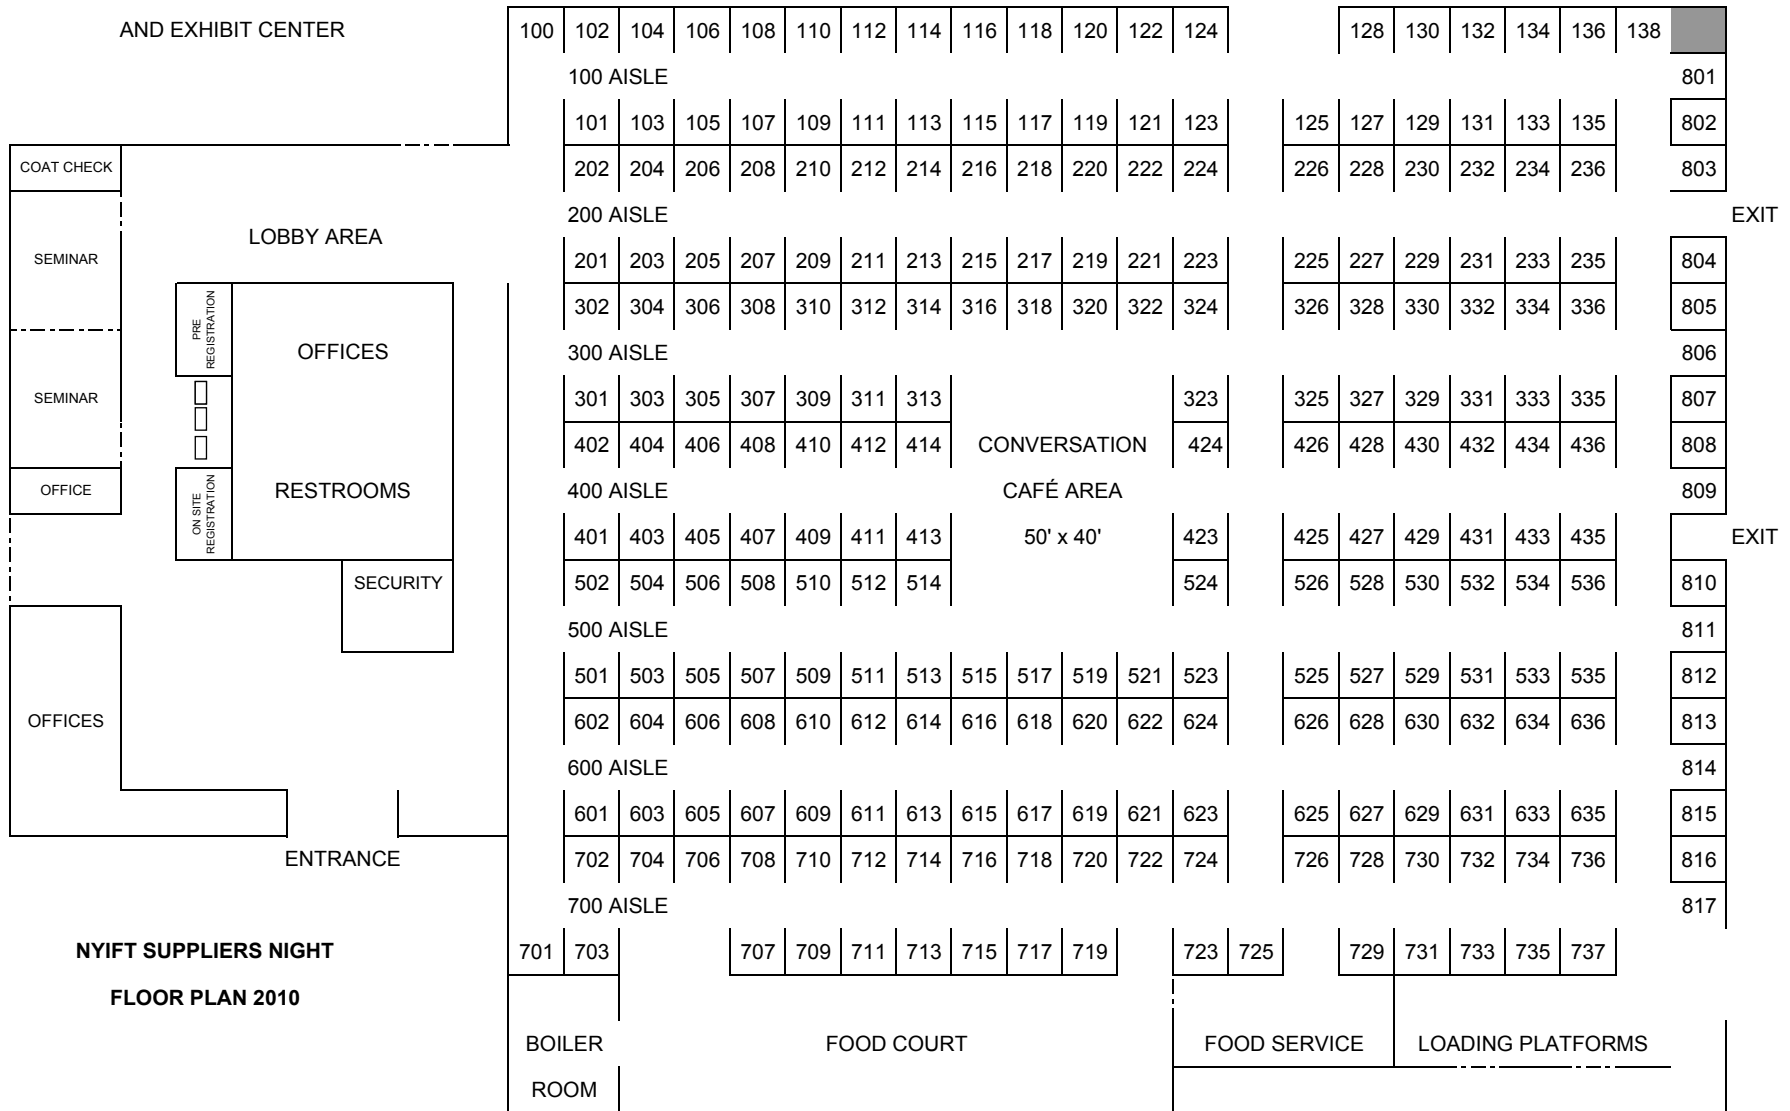 AND EXHIBIT CENTER 100 102 104 106 108 110 112 114 116 118 120 122 124 128 130 132 134 136 138
100 AISLE 801
101 103 105 107 109 111 113 115 117 119 121 123 125 127 129 131 133 135 802
COAT CHECK 202 204 206 208 210 212 214 216 218 220 222 224 226 228 230 232 234 236 803
200 AISLE EXIT
LOBBY AREA
SEMINAR 201 203 205 207 209 211 213 215 217 219 221 223 225 227 229 231 233 235 804
302 304 306 308 310 312 314 316 318 320 322 324 326 328 330 332 334 336 805
PRE
REGISTRATION
OFFICES 300 AISLE 806
SEMINAR 301 303 305 307 309 311 313 323 325 327 329 331 333 335 807
402 404 406 408 410 412 414 CONVERSATION 424 426 428 430 432 434 436 808
OFFICE RESTROOMS 400 AISLE CAFÉ AREA 809
ON SITE
REGISTRATION
401 403 405 407 409 411 413 50' x 40' 423 425 427 429 431 433 435 EXIT
SECURITY 502 504 506 508 510 512 514 524 526 528 530 532 534 536 810
500 AISLE 811
501 503 505 507 509 511 513 515 517 519 521 523 525 527 529 531 533 535 812
OFFICES 602 604 606 608 610 612 614 616 618 620 622 624 626 628 630 632 634 636 813
600 AISLE 814
601 603 605 607 609 611 613 615 617 619 621 623 625 627 629 631 633 635 815
ENTRANCE 702 704 706 708 710 712 714 716 718 720 722 724 726 728 730 732 734 736 816
700 AISLE 817
NYIFT SUPPLIERS NIGHT 701 703 707 709 711 713 715 717 719 723 725 729 731 733 735 737
FLOOR PLAN 2010
BOILER FOOD COURT FOOD SERVICE LOADING PLATFORMS
ROOM